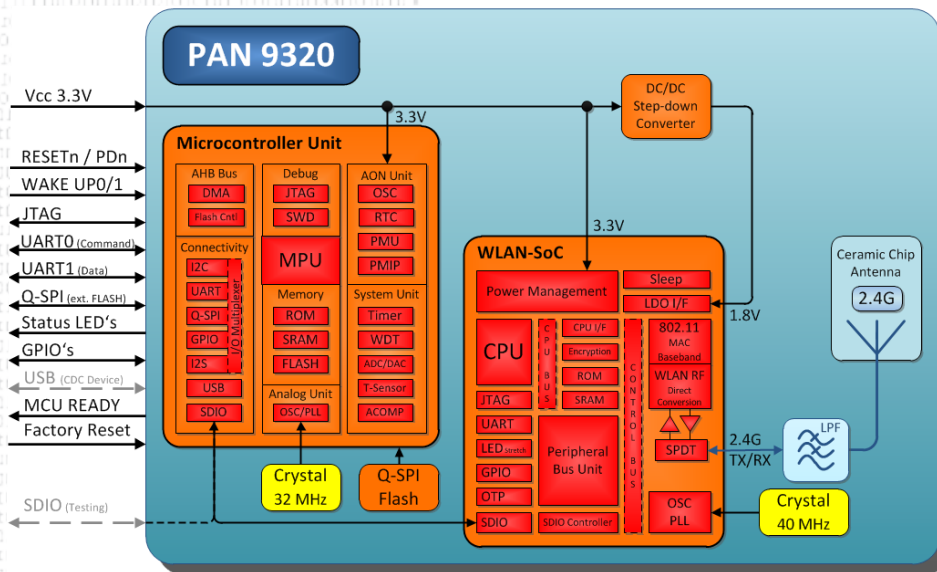 PAN 9320
Vcc 3.3V
RESETn / PDn
WAKE UP0/1
JTAG
UART0 (Command)
UART1 (Data)
Q-SPI (ext. FLASH)
Status LED‘s
GPIO‘s
USB (CDC Device)
MCU READY
Factory Reset
SDIO (Testing)
3.3V
DC/DC
Step-down
Converter
Microcontroller Unit
AHB Bus
DMA
Flash Cntl
Connectivity
I2C
UART
Q-SPI
GPIO
I2S
I/O Multiplexer
USB
SDIO
Debug
JTAG
SWD
MPU
Memory
ROM
SRAM
FLASH
Analog Unit
OSC/PLL
AON Unit
OSC
RTC
PMU
PMIP
System Unit
Timer
WDT
ADC/DAC
T-Sensor
ACOMP
Crystal
32 MHz
Q-SPI
Flash
3.3V
WLAN-SoC
Power Management
Sleep
LDO I/F
1.8V
CPU
CPU BUS
CPU I/F
Encryption
ROM
SRAM
CONTROL BUS
802.11
MAC
Baseband
WLAN RF
Direct
Conversion
JTAG
UART
LED Stretch
GPIO
OTP
SDIO
Peripheral
Bus Unit
SDIO Controller
SPDT
OSC
PLL
2.4G
TX/RX
LPF
Crystal
40 MHz
Ceramic Chip
Antenna
2.4G